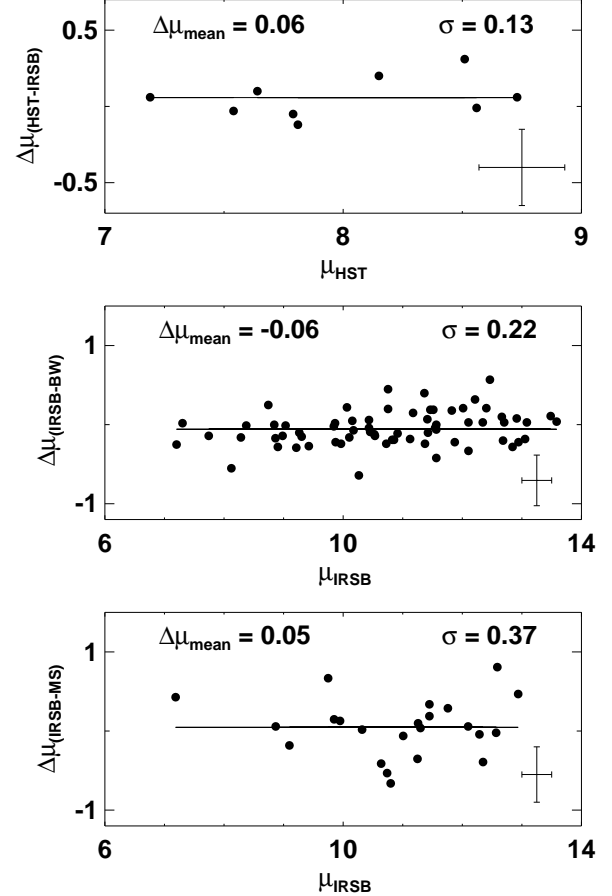 Δμmean = 0.06 σ = 0.13
0.5
-0.5
Δμ(HST-IRSB)
7 8 9
μHST
Δμmean = -0.06 σ = 0.22
1
-1
Δμ(IRSB-BW)
6 10 14
μIRSB
Δμmean = 0.05 σ = 0.37
1
-1
Δμ(IRSB-MS)
6 10 14
μIRSB